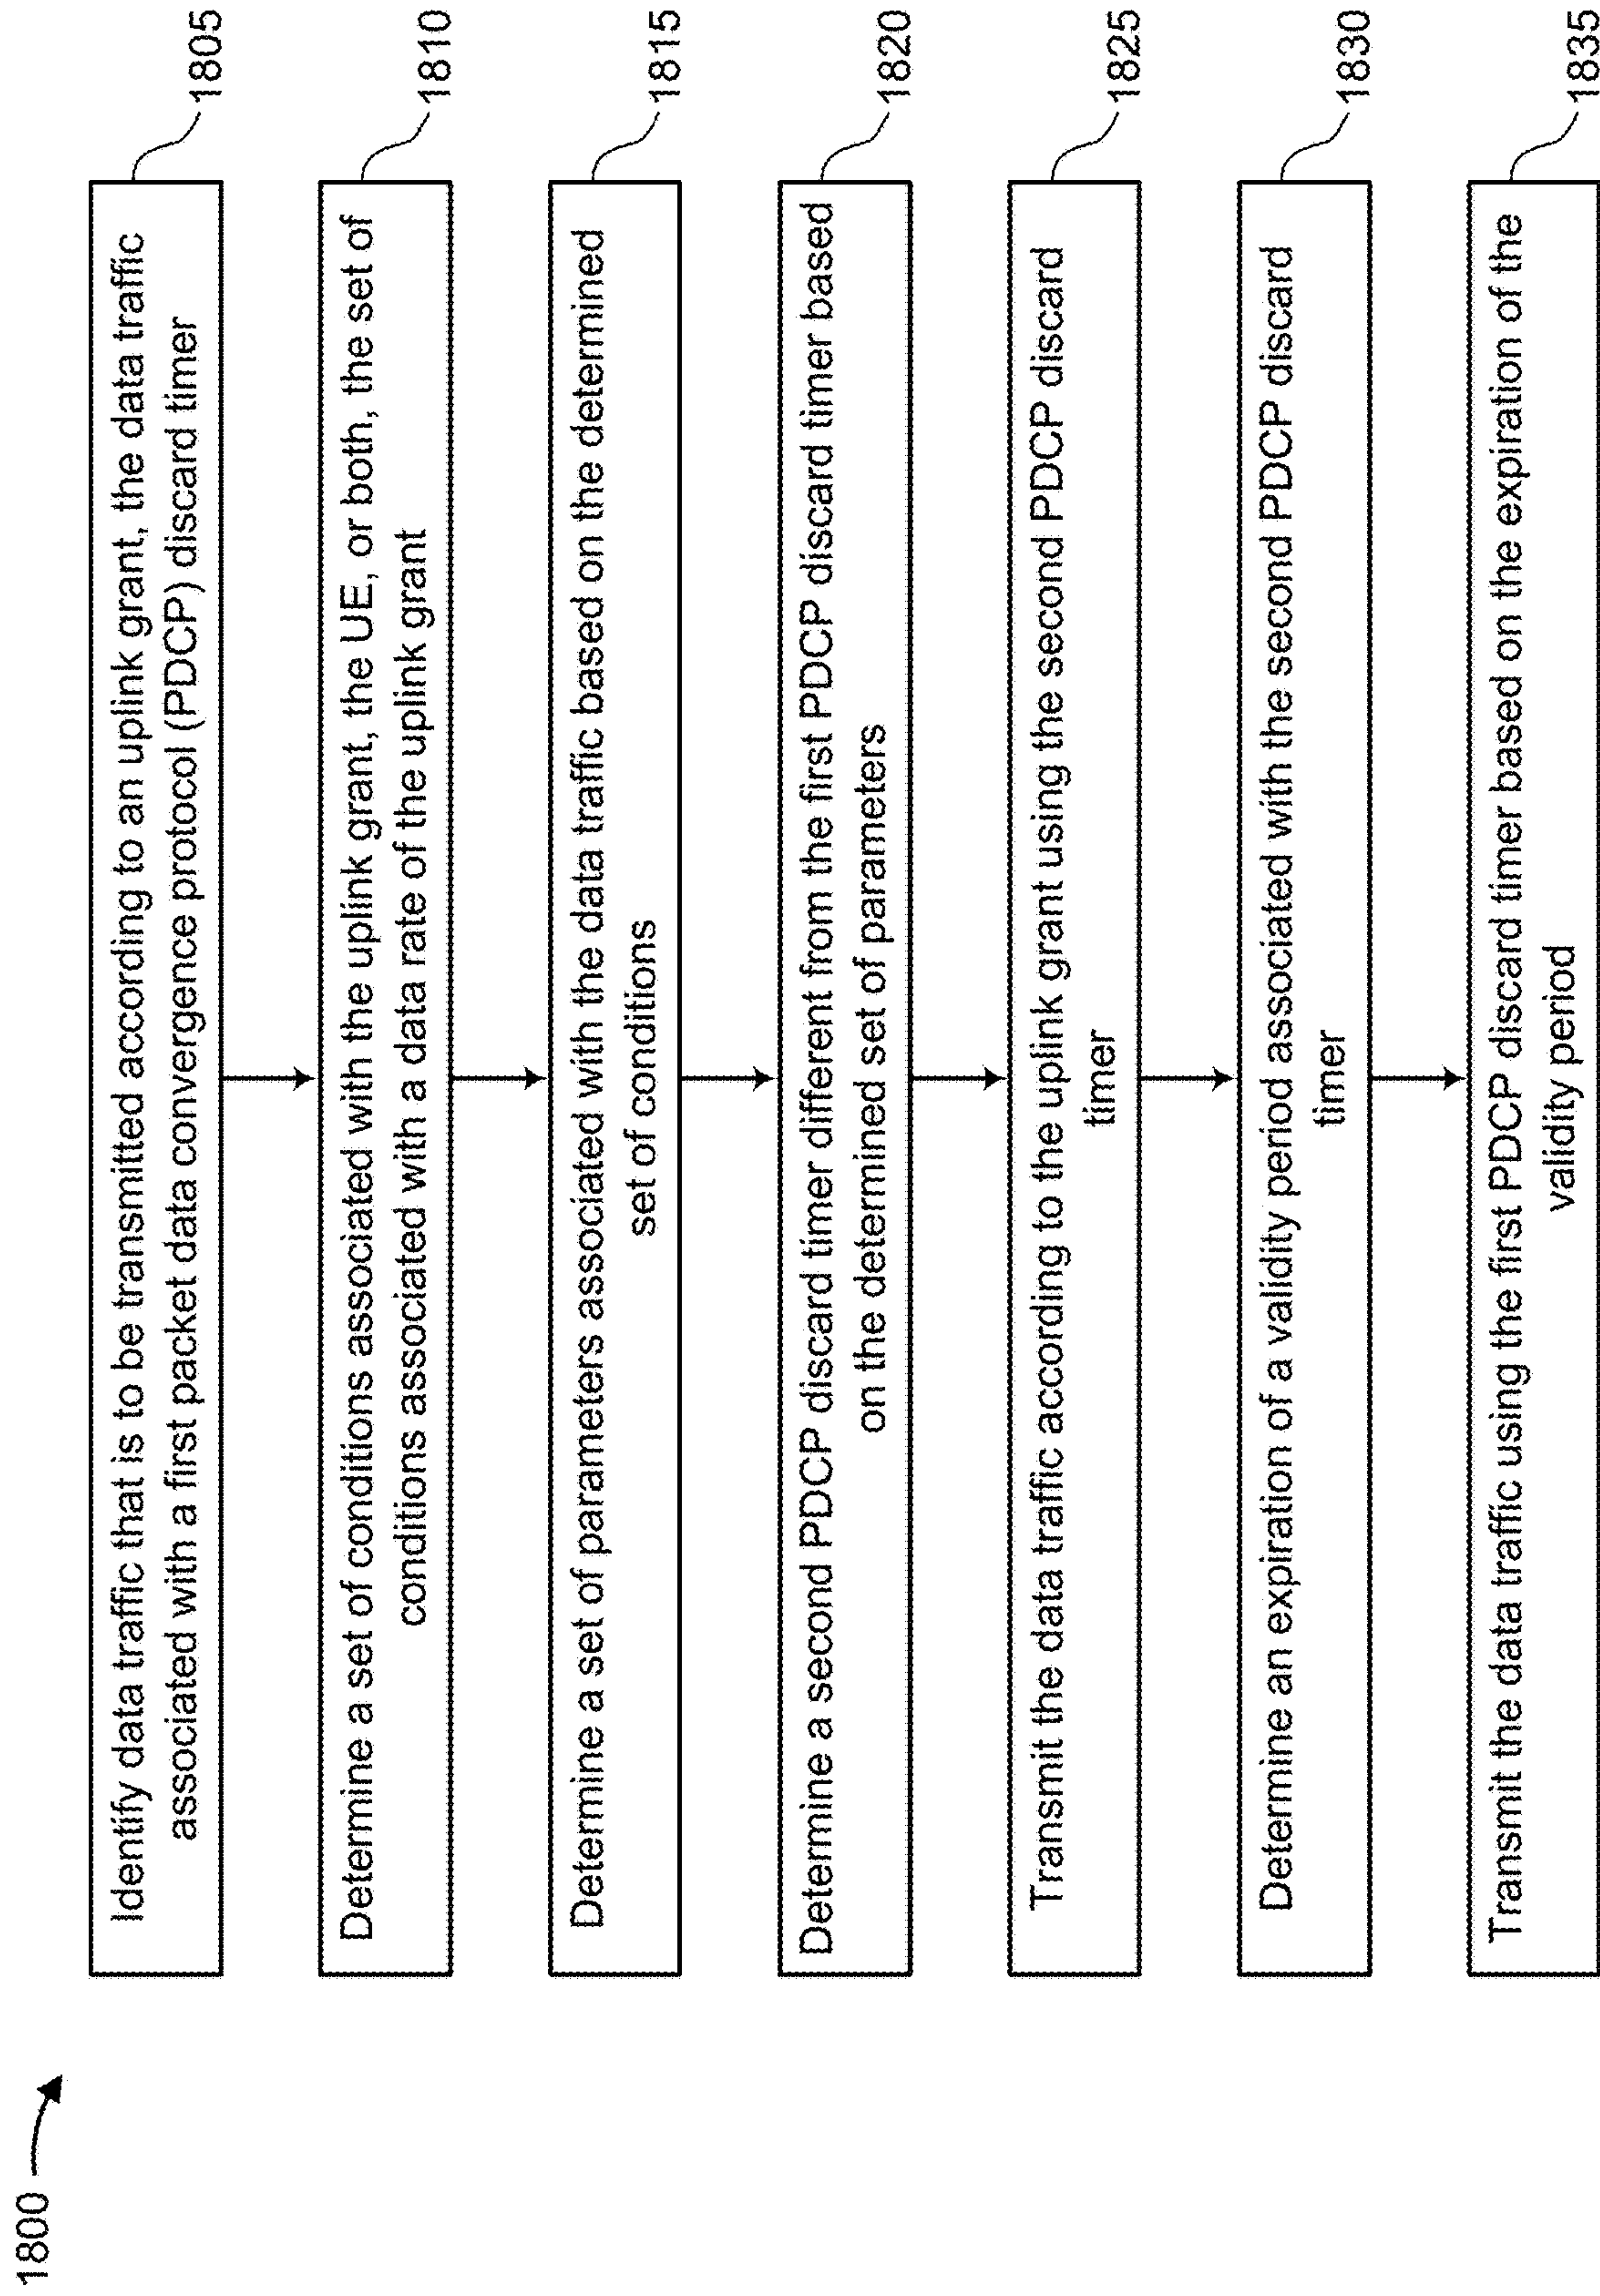 1800
Identify data traffic that is to be transmitted according to an uplink grant, the data traffic
associated with a first packet data convergence protocol (PDCP) discard timer
1805
Determine a set of conditions associated with the uplink grant, the UE, or both, the set of
conditions associated with a data rate of the uplink grant
1810
Determine a set of parameters associated with the data traffic based on the determined
set of conditions
1815
Determine a second PDCP discard timer different from the first PDCP discard timer based
on the determined set of parameters
1820
Transmit the data traffic according to the uplink grant using the second PDCP discard
timer
1825
Determine an expiration of a validity period associated with the second PDCP discard
timer
1830
Transmit the data traffic using the first PDCP discard timer based on the expiration of the
validity period
1835